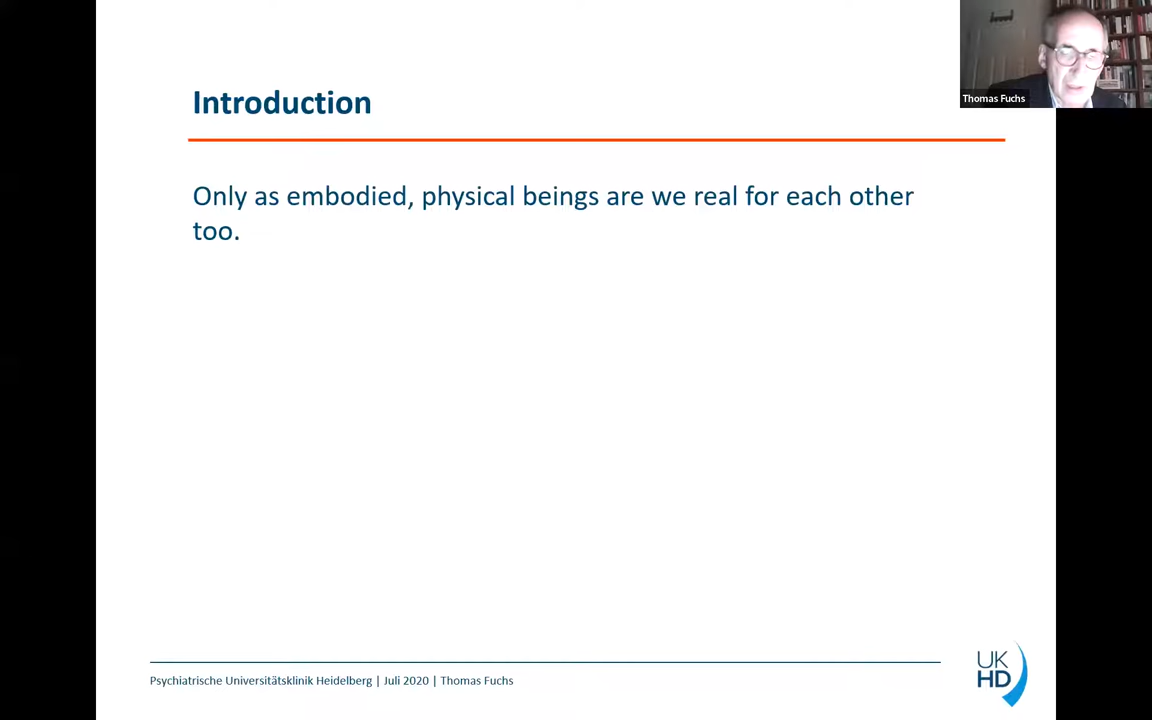 Thomas Fuchs
Introduction
Only as embodied, physical beings are we real for each other
too.
Psychiatrische Universitätsklinik Heidelberg | Juli 2020 | Thomas Fuchs
UK
HD